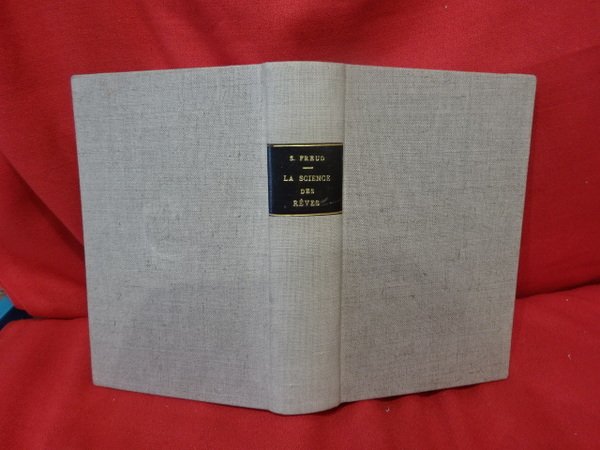 S. FREUD
LA SCIENCE
DES
RÊVES